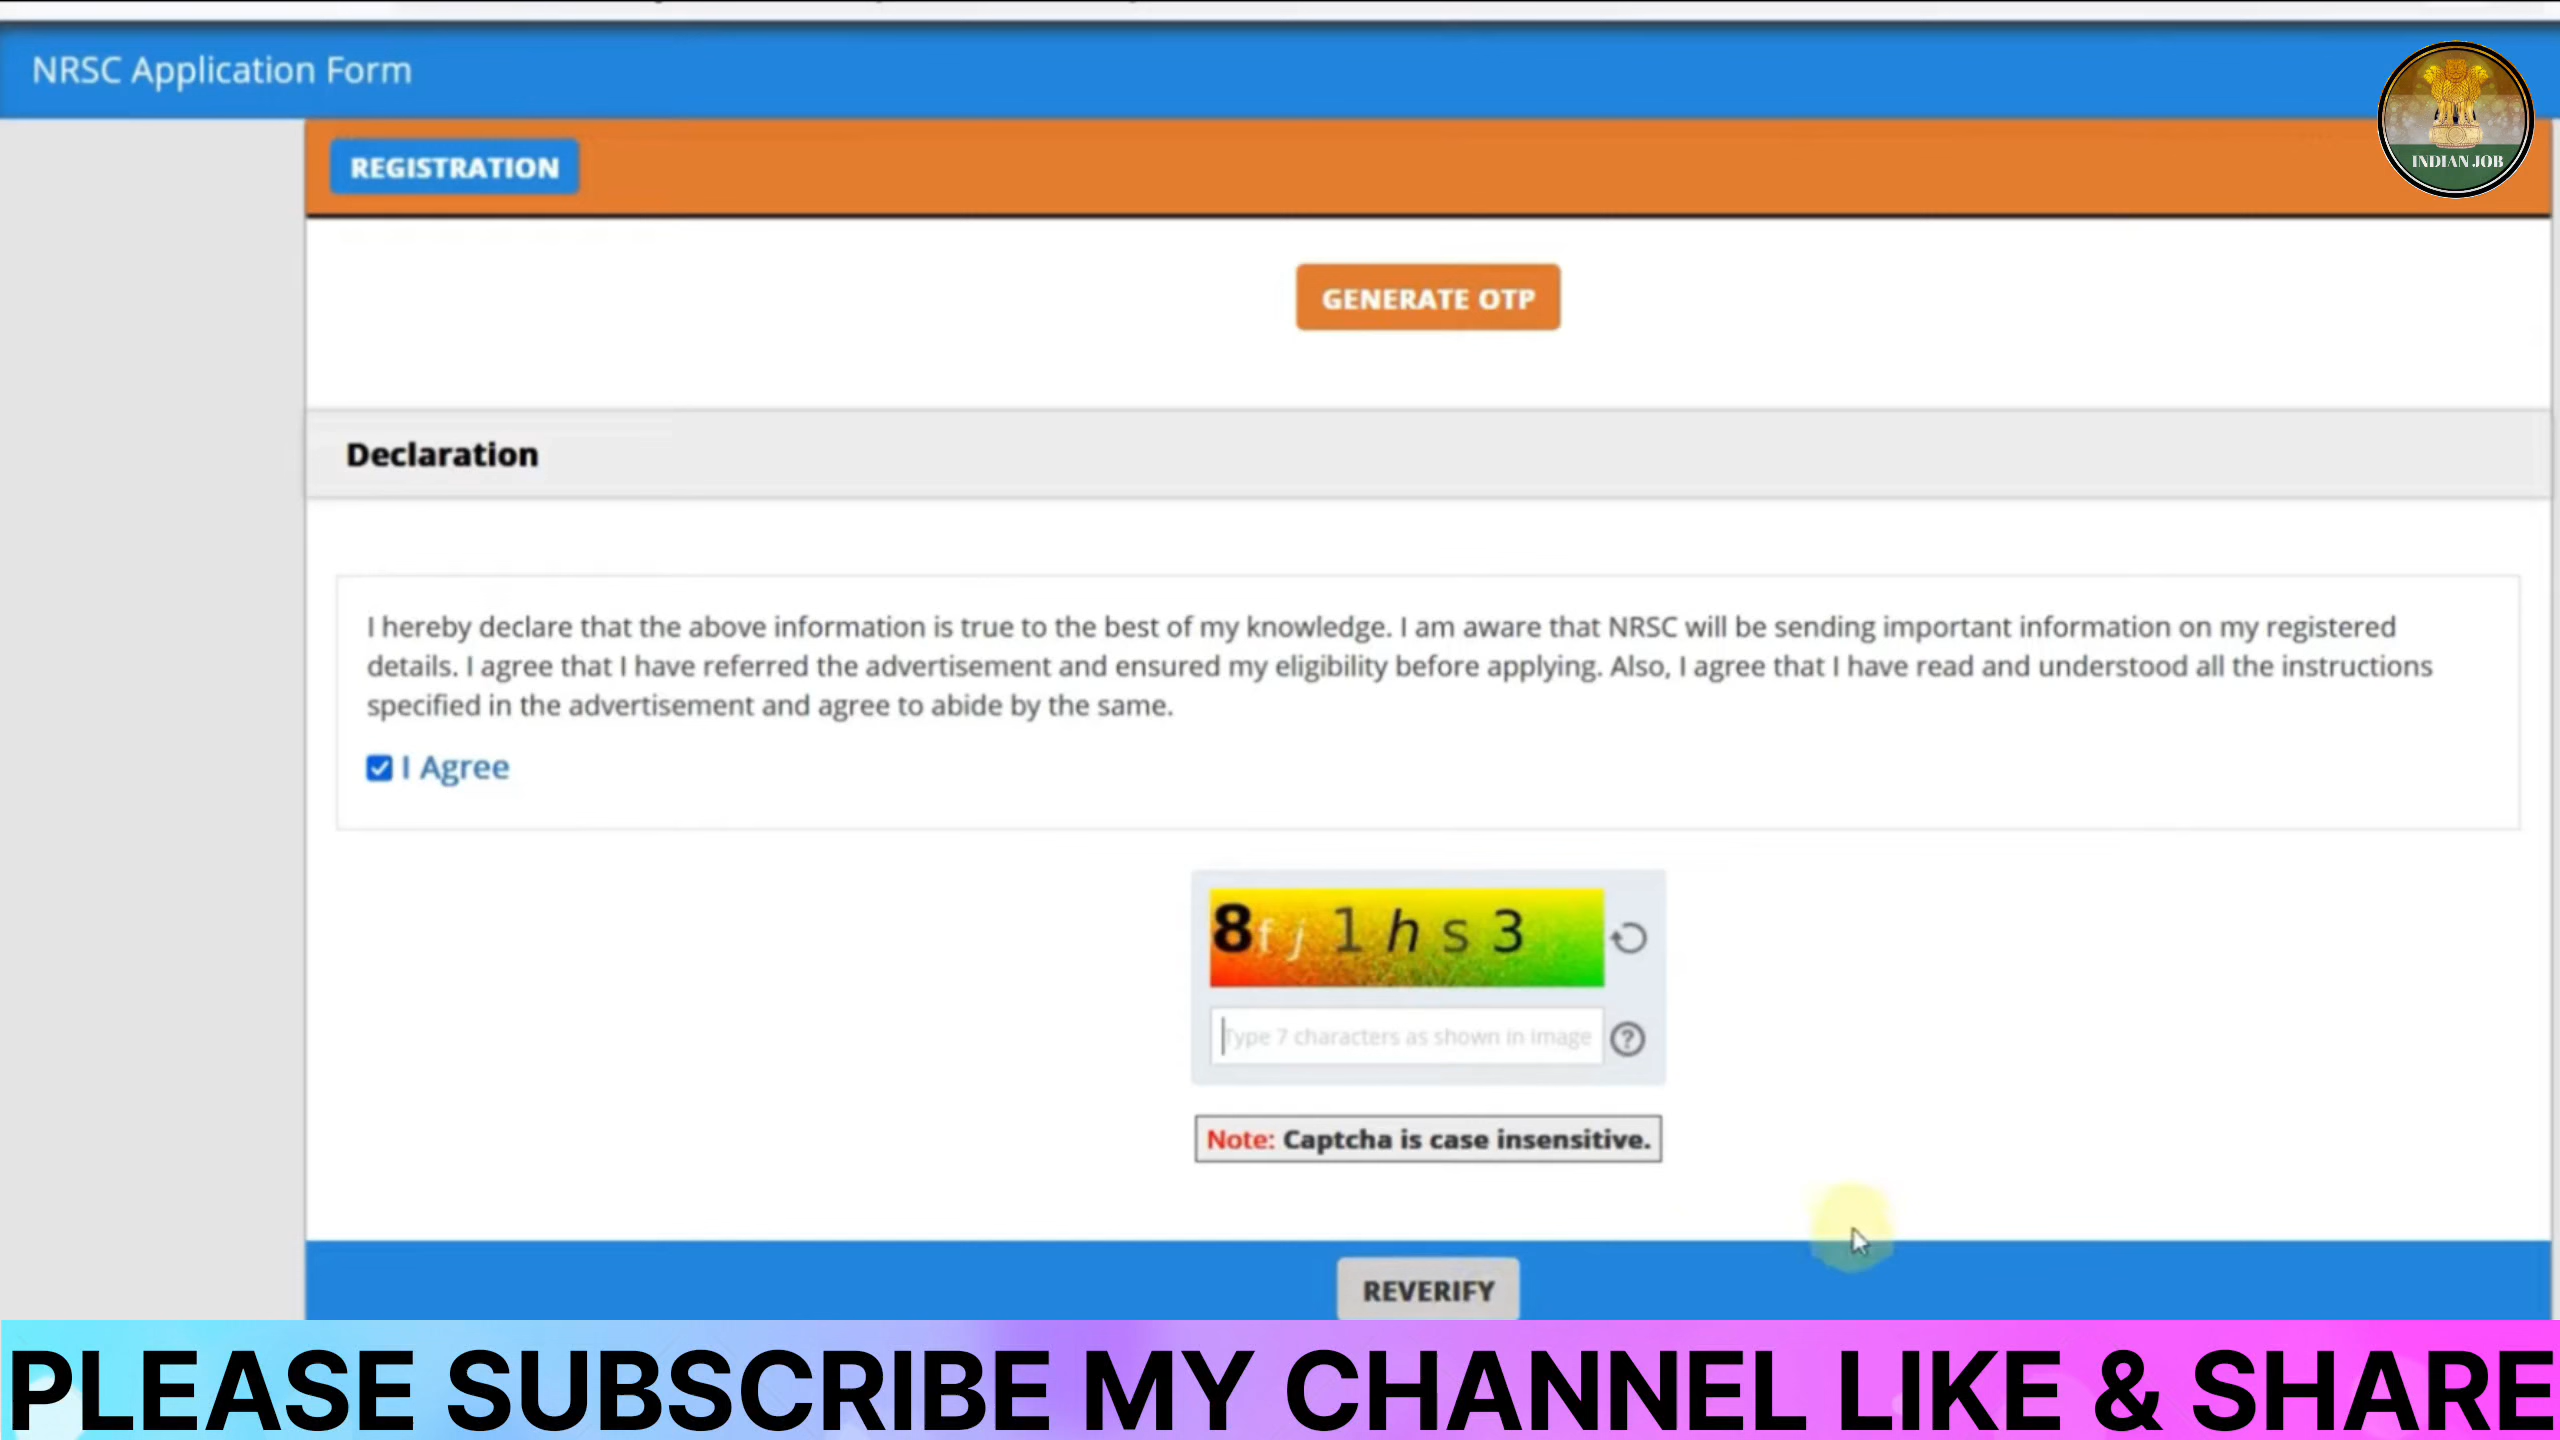 NRSC Application Form
INDIAN JOB
REGISTRATION
GENERATE OTP
Declaration
I hereby declare that the above information is true to the best of my knowledge. I am aware that NRSC will be sending important information on my registered
details. I agree that I have referred the advertisement and ensured my eligibility before applying. Also, I agree that I have read and understood all the instructions
specified in the advertisement and agree to abide by the same.
I Agree
8fj1hs3
Type 7 characters as shown in image
Note: Captcha is case insensitive.
REVERIFY
PLEASE SUBSCRIBE MY CHANNEL LIKE & SHARE